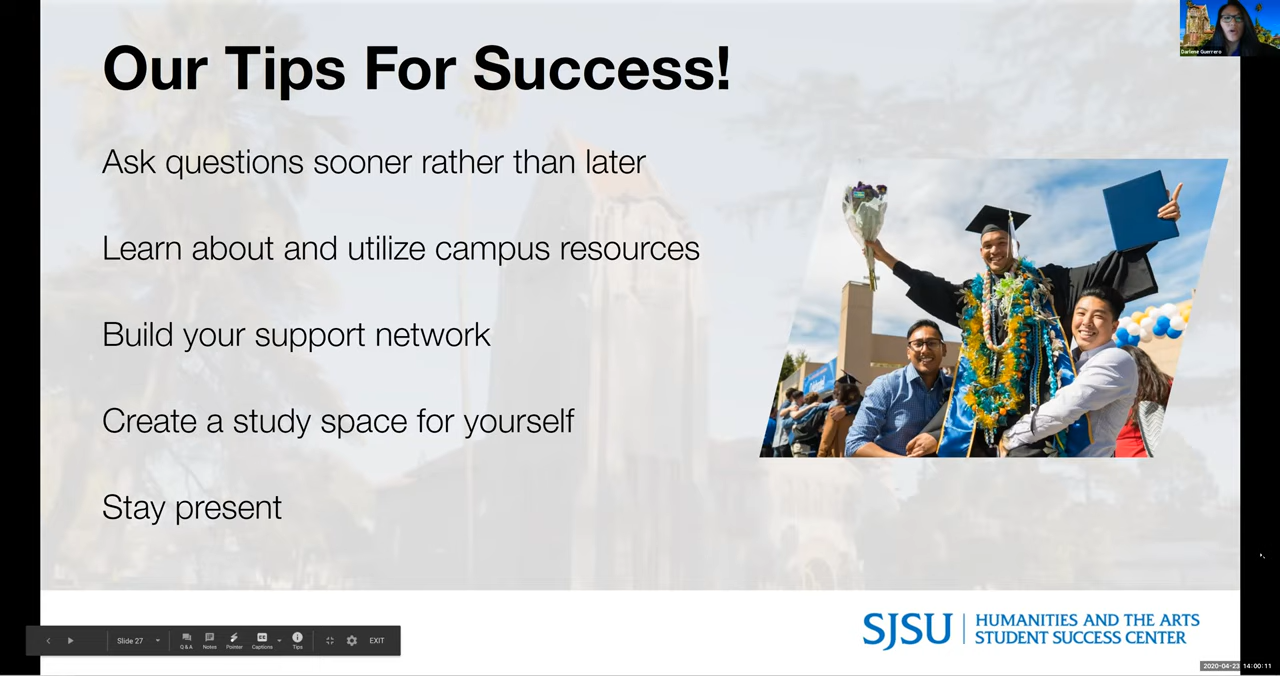 Our Tips For Success!
Darlene Guerrero
Ask questions sooner rather than later
Learn about and utilize campus resources
Build your support network
Create a study space for yourself
Stay present
SJSU
HUMANITIES AND THE ARTS
STUDENT SUCCESS CENTER
Slide 27
Q&A
Notes
Pointer
CC
Captions
Tips
EXIT
2020-04-23 14:00:11